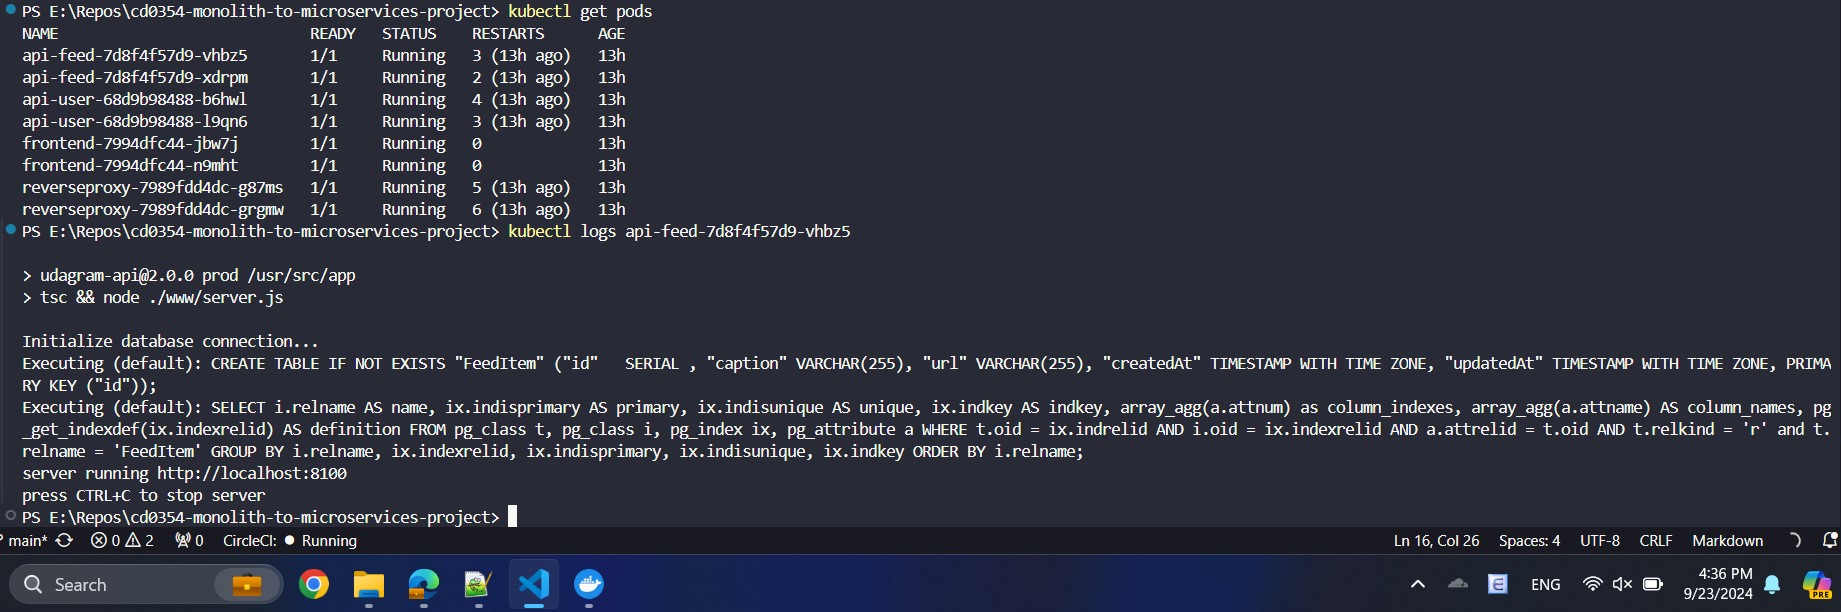 PS E:\Repos\cd0354-monolith-to-microservices-project> kubectl get pods
NAME READY STATUS RESTARTS AGE
api-feed-7d8f4f57d9-vhbz5 1/1 Running 3 (13h ago) 13h
api-feed-7d8f4f57d9-xdrpm 1/1 Running 2 (13h ago) 13h
api-user-68d9b98488-b6hwl 1/1 Running 4 (13h ago) 13h
api-user-68d9b98488-l9qn6 1/1 Running 3 (13h ago) 13h
frontend-7994dfc44-jbw7j 1/1 Running 0 13h
frontend-7994dfc44-n9mht 1/1 Running 0 13h
reverseproxy-7989fdd4dc-g87ms 1/1 Running 5 (13h ago) 13h
reverseproxy-7989fdd4dc-grgmw 1/1 Running 6 (13h ago) 13h
PS E:\Repos\cd0354-monolith-to-microservices-project> kubectl logs api-feed-7d8f4f57d9-vhbz5
> udagram-api@2.0.0 prod /usr/src/app
> tsc && node ./www/server.js
Initialize database connection...
Executing (default): CREATE TABLE IF NOT EXISTS "FeedItem" ("id"   SERIAL , "caption" VARCHAR(255), "url" VARCHAR(255), "createdAt" TIMESTAMP WITH TIME ZONE, "updatedAt" TIMESTAMP WITH TIME ZONE, PRIMA
RY KEY ("id"));
Executing (default): SELECT i.relname AS name, ix.indisprimary AS primary, ix.indisunique AS unique, ix.indkey AS indkey, array_agg(a.attnum) as column_indexes, array_agg(a.attname) AS column_names, pg
_get_indexdef(ix.indexrelid) AS definition FROM pg_class t, pg_class i, pg_index ix, pg_attribute a WHERE t.oid = ix.indrelid AND i.oid = ix.indexrelid AND a.attrelid = t.oid AND t.relkind = 'r' and t.
relname = 'FeedItem' GROUP BY i.relname, ix.indexrelid, ix.indisprimary, ix.indisunique, ix.indkey ORDER BY i.relname;
server running http://localhost:8100
press CTRL+C to stop server
PS E:\Repos\cd0354-monolith-to-microservices-project>
main* 0 2 0 CircleCI: Running Ln 16, Col 26 Spaces: 4 UTF-8 CRLF Markdown
Search ENG 4:36 PM
9/23/2024
PRE